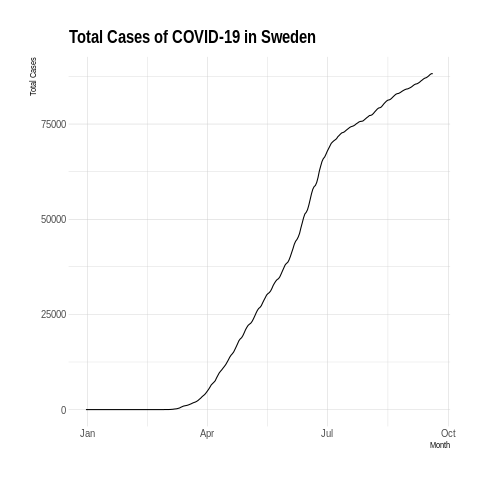 Total Cases of COVID-19 in Sweden
Total Cases
75000
50000
25000
0
Jan Apr Jul Oct
Month